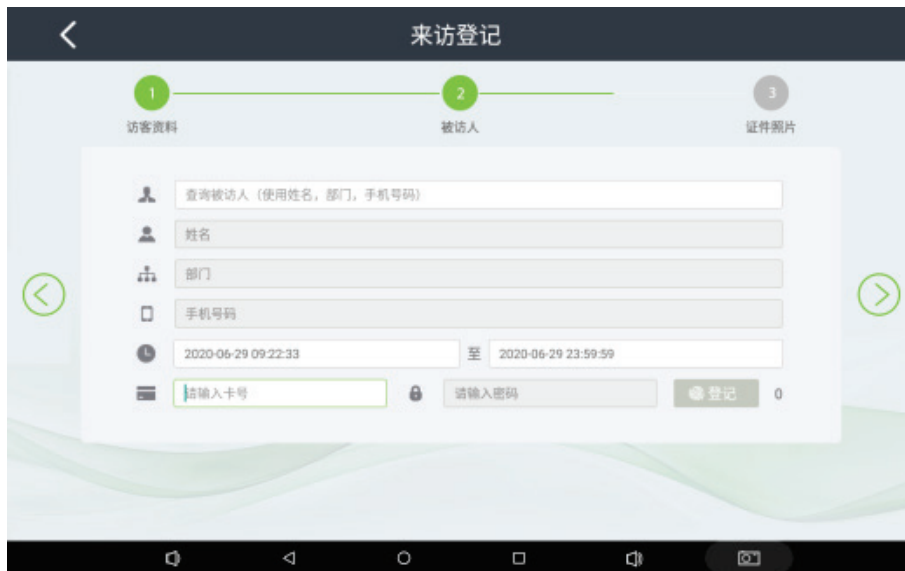 来访登记
1
2
3
访客资料
被访人
证件照片
查询被访人（使用姓名，部门，手机号码）
姓名
部门
手机号码
2020-06-29 09:22:33 至 2020-06-29 23:59:59
请输入卡号 请输入密码 登记 0